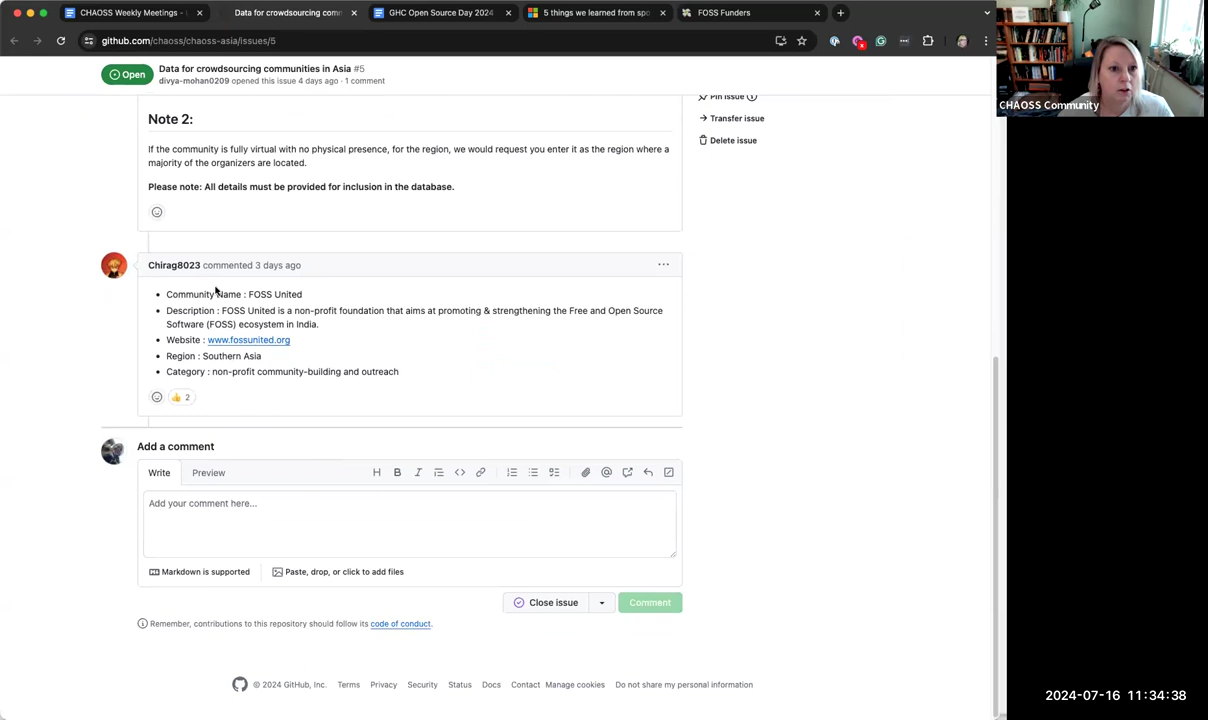 CHAOSS Weekly Meetings -
Data for crowdsourcing comm
GHC Open Source Day 2024
5 things we learned from spo
FOSS Funders
github.com/chaoss/chaoss-asia/issues/5
Open
Data for crowdsourcing communities in Asia #5
divya-mohan0209 opened this issue 4 days ago · 1 comment
Pin issue
Transfer issue
Delete issue
Note 2:
If the community is fully virtual with no physical presence, for the region, we would request you enter it as the region where a
majority of the organizers are located.
Please note: All details must be provided for inclusion in the database.
Chirag8023 commented 3 days ago
Community Name : FOSS United
Description : FOSS United is a non-profit foundation that aims at promoting & strengthening the Free and Open Source
Software (FOSS) ecosystem in India.
Website : www.fossunited.org
Region : Southern Asia
Category : non-profit community-building and outreach
👍 2
Add a comment
Write Preview
Add your comment here...
Markdown is supported
Paste, drop, or click to add files
Close issue
Comment
Remember, contributions to this repository should follow its code of conduct.
© 2024 GitHub, Inc. Terms Privacy Security Status Docs Contact Manage cookies Do not share my personal information
CHAOSS Community
2024-07-16 11:34:38